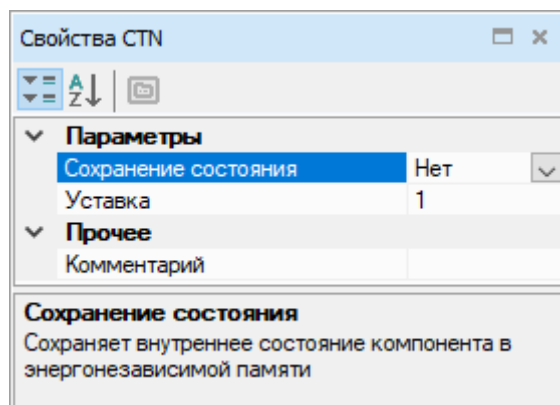 Свойства CTN
Параметры
Сохранение состояния Нет
Уставка 1
Прочее
Комментарий
Сохранение состояния
Сохраняет внутреннее состояние компонента в
энергонезависимой памяти